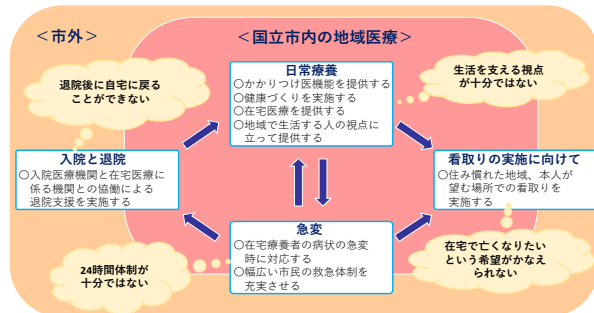 ＜市外＞
＜国立市内の地域医療＞
退院後に自宅に戻る
ことができない
日常療養
〇かかりつけ医機能を提供する
〇健康づくりを実施する
〇在宅医療を提供する
〇地域で生活する人の視点に
立って提供する
生活を支える視点
が十分ではない
入院と退院
〇入院医療機関と在宅医療に
係る機関との協働による
退院支援を実施する
看取りの実施に向けて
〇住み慣れた地域、本人が
望む場所での看取りを
実施する
急変
〇在宅療養者の病状の急変
時に対応する
〇幅広い市民の救急体制を
充実させる
24時間体制が
十分ではない
在宅で亡くなりたい
という希望がかなえ
られない